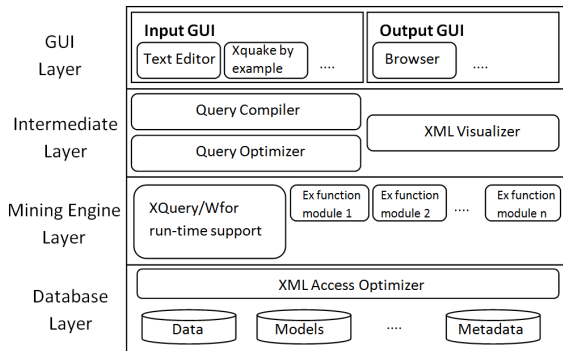 GUI
Layer
Input GUI
Text Editor
Xquake by
example
....
Output GUI
Browser
....
Intermediate
Layer
Query Compiler
Query Optimizer
XML Visualizer
Mining Engine
Layer
XQuery/Wfor
run-time support
Ex function
module 1
Ex function
module 2
....
Ex function
module n
Database
Layer
XML Access Optimizer
Data
Models
....
Metadata